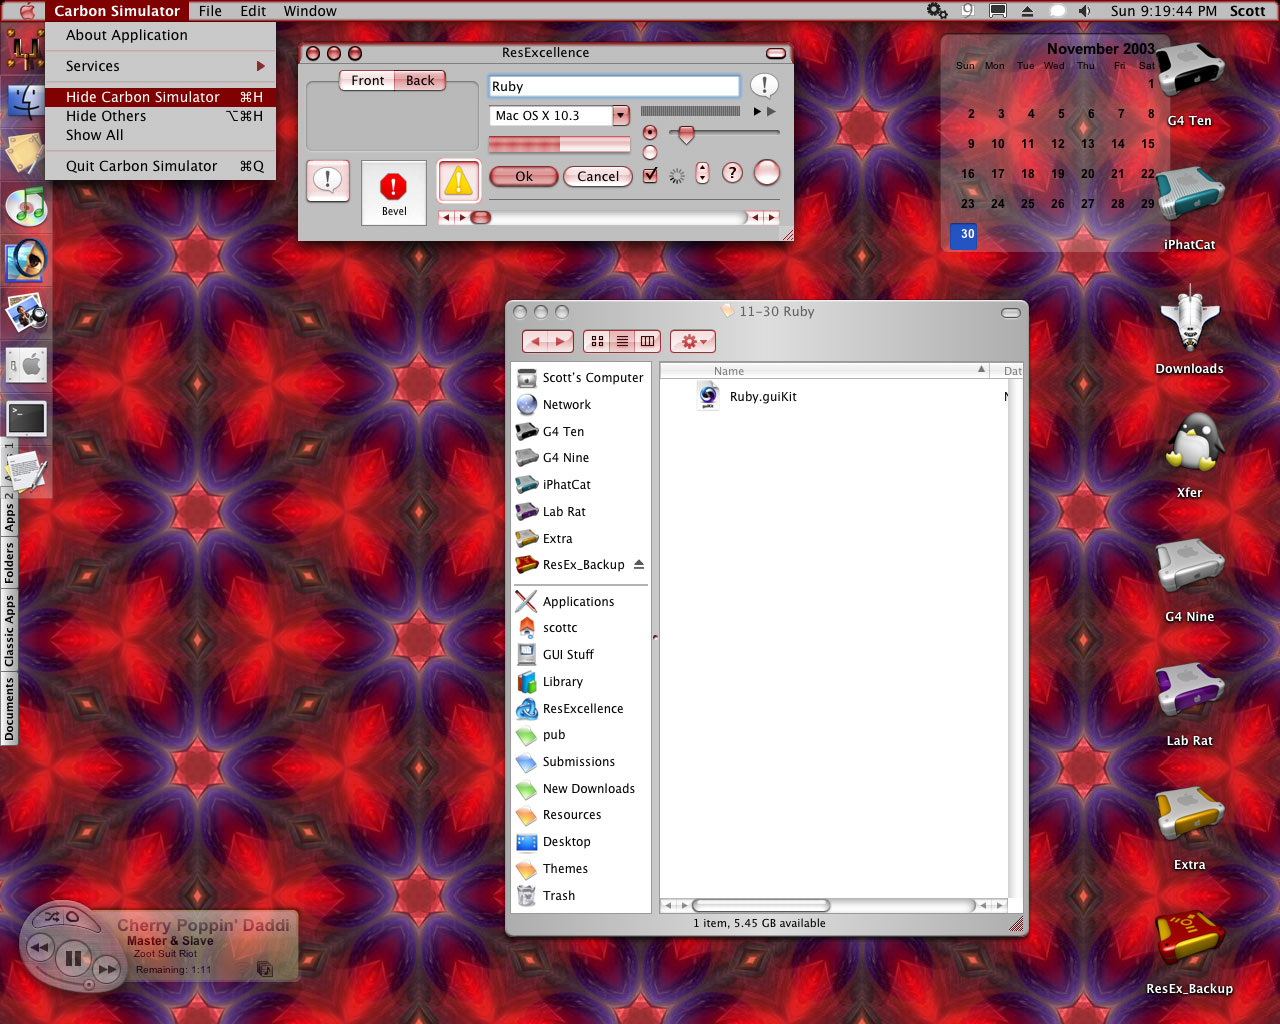 Carbon Simulator File Edit Window Sun 9:19:44 PM Scott
About Application
Services
Hide Carbon Simulator ⌘H
Hide Others ⌥⌘H
Show All
Quit Carbon Simulator ⌘Q
ResExcellence
Front Back
Ruby
Mac OS X 10.3
Ok Cancel
?
Bevel
November 2003
Sun Mon Tue Wed Thu Fri Sat
1
2 3 4 5 6 7 8
9 10 11 12 13 14 15
16 17 18 19 20 21 22
23 24 25 26 27 28 29
30
G4 Ten
iPhatCat
Downloads
Xfer
G4 Nine
Lab Rat
Extra
ResEx_Backup
11-30 Ruby
Name Dat
Ruby.guiKit
guiKit
Scott's Computer
Network
G4 Ten
G4 Nine
iPhatCat
Lab Rat
Extra
ResEx_Backup
Applications
scottc
GUI Stuff
Library
ResExcellence
pub
Submissions
New Downloads
Resources
Desktop
Themes
Trash
1 item, 5.45 GB available
Apps 2
Folders
Classic Apps
Documents
Cherry Poppin' Daddi
Master & Slave
Zoot Suit Riot
Remaining: 1:11